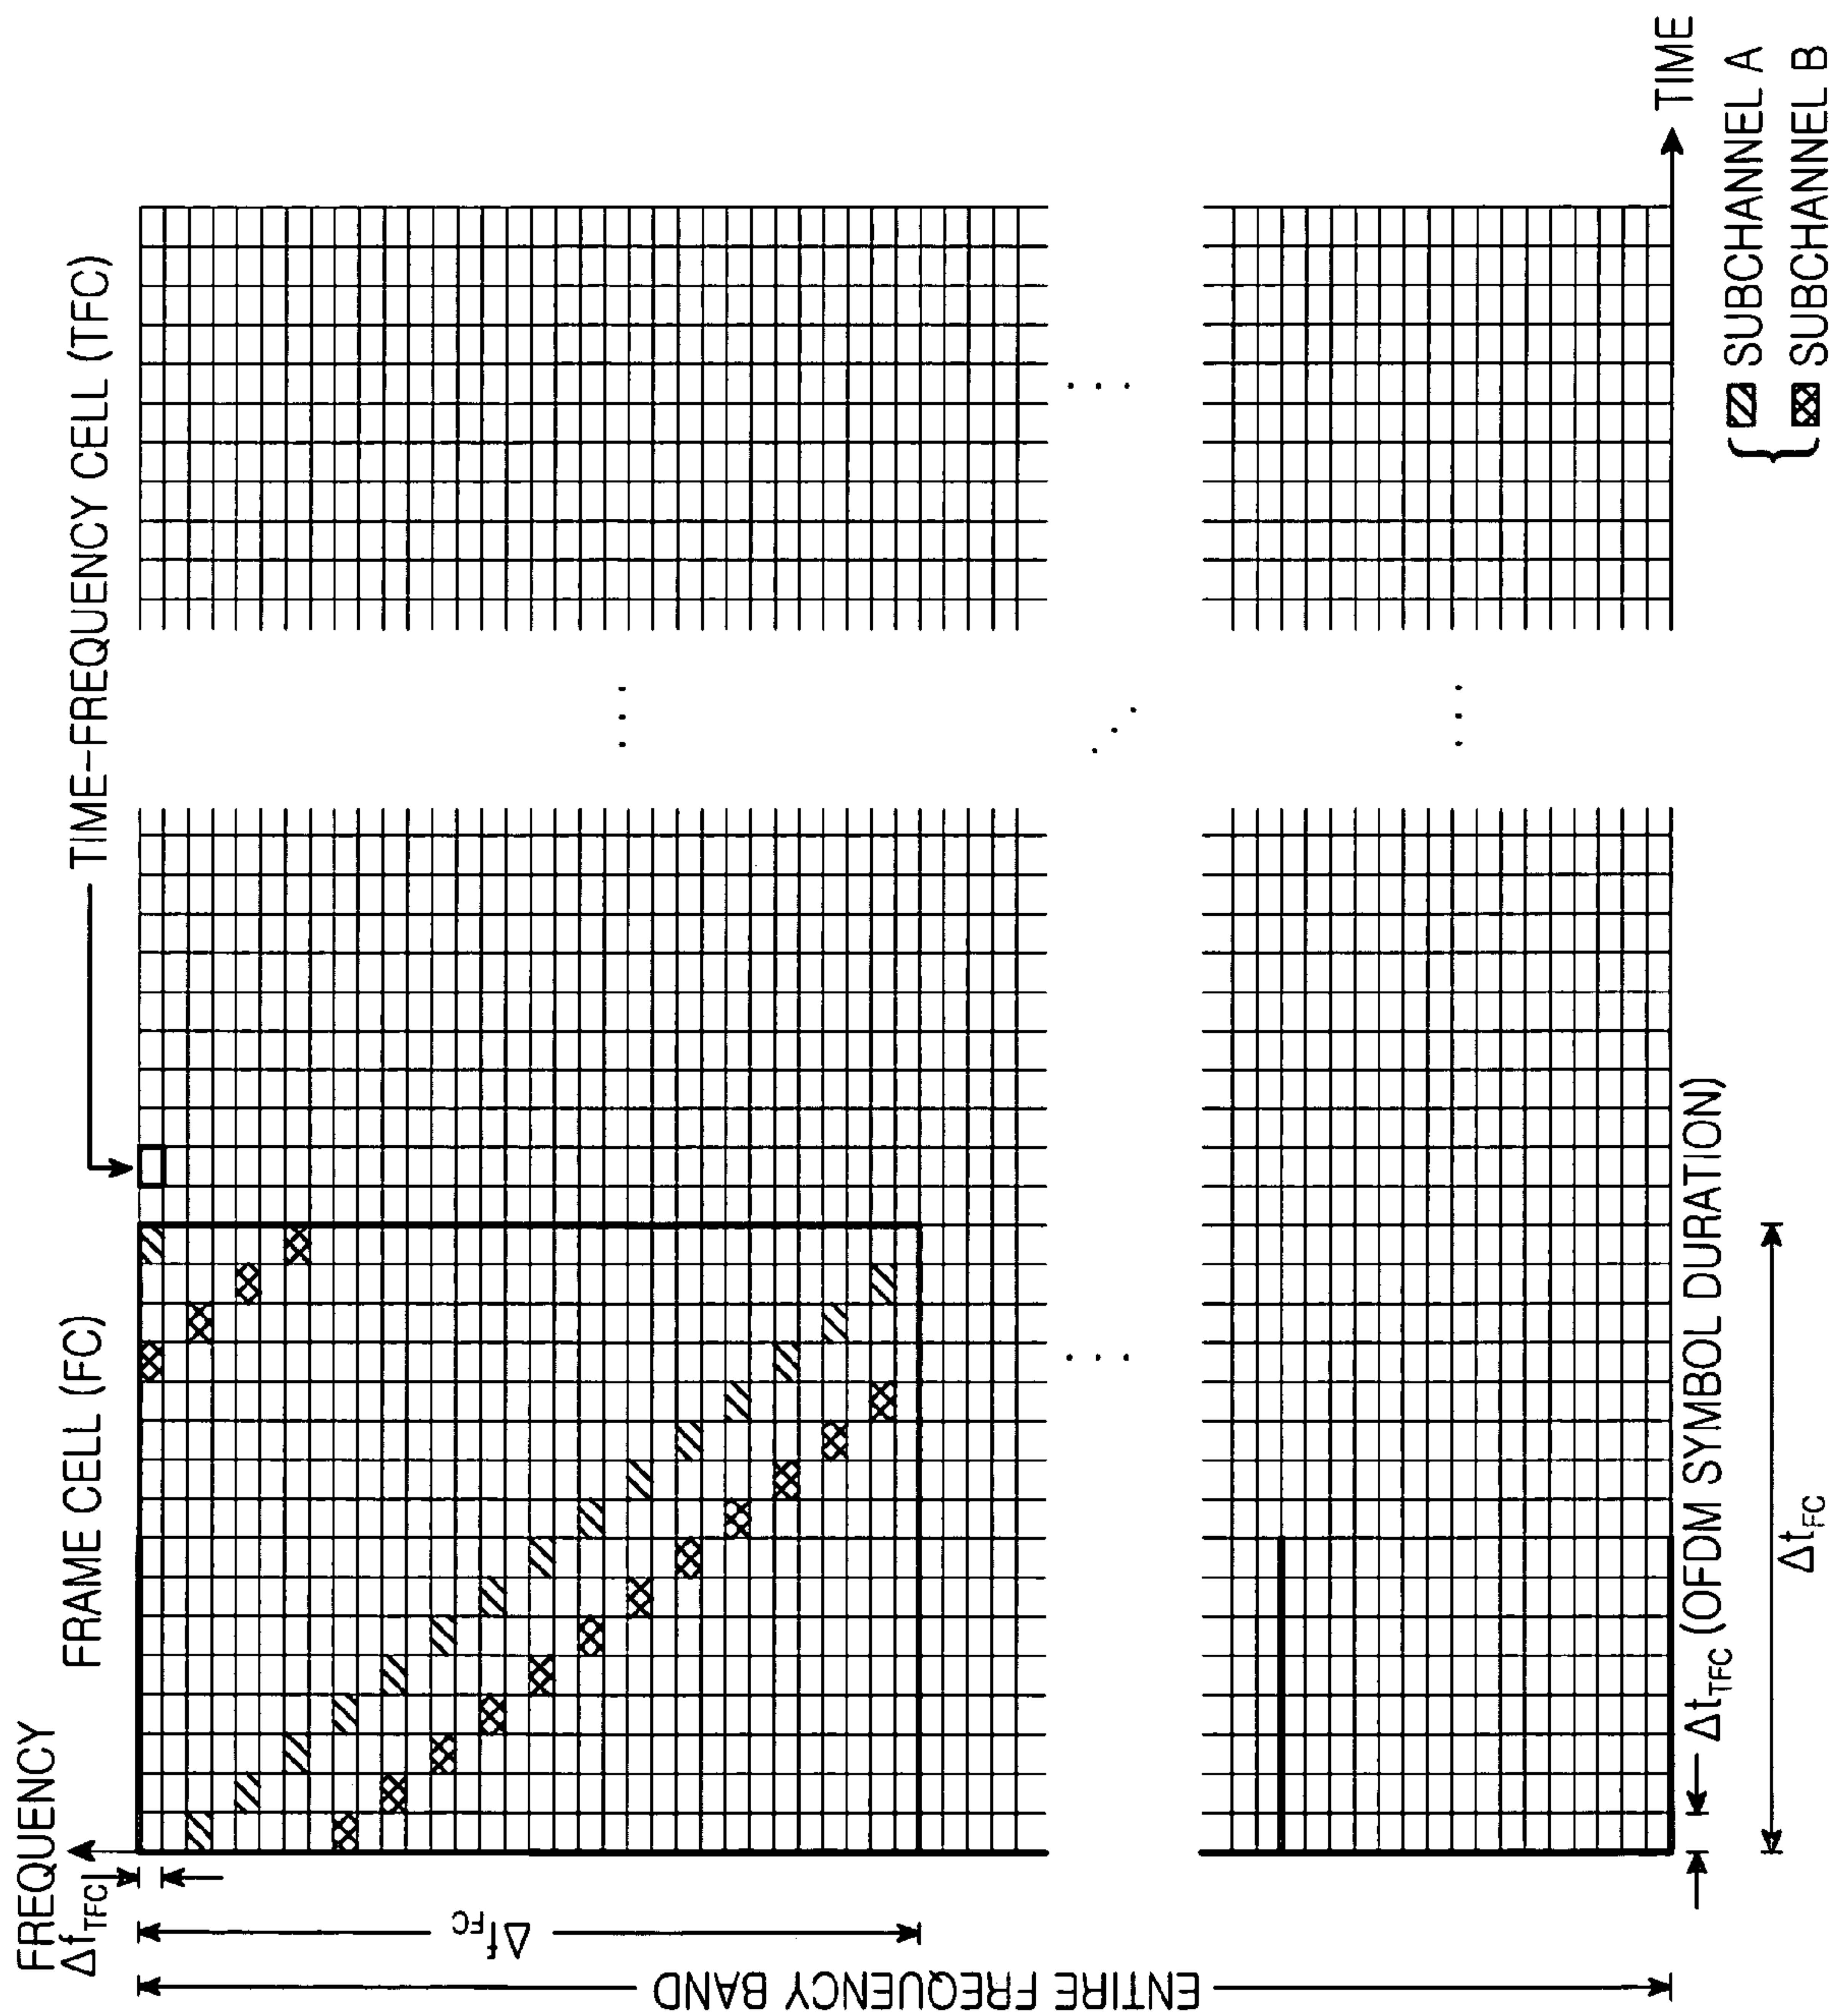 FREQUENCY
Δf_TFC
FRAME CELL (FC)
TIME-FREQUENCY CELL (TFC)
Δf_FC
ENTIRE FREQUENCY BAND
Δt_TFC (OFDM SYMBOL DURATION)
Δt_FC
TIME
SUBCHANNEL A
SUBCHANNEL B